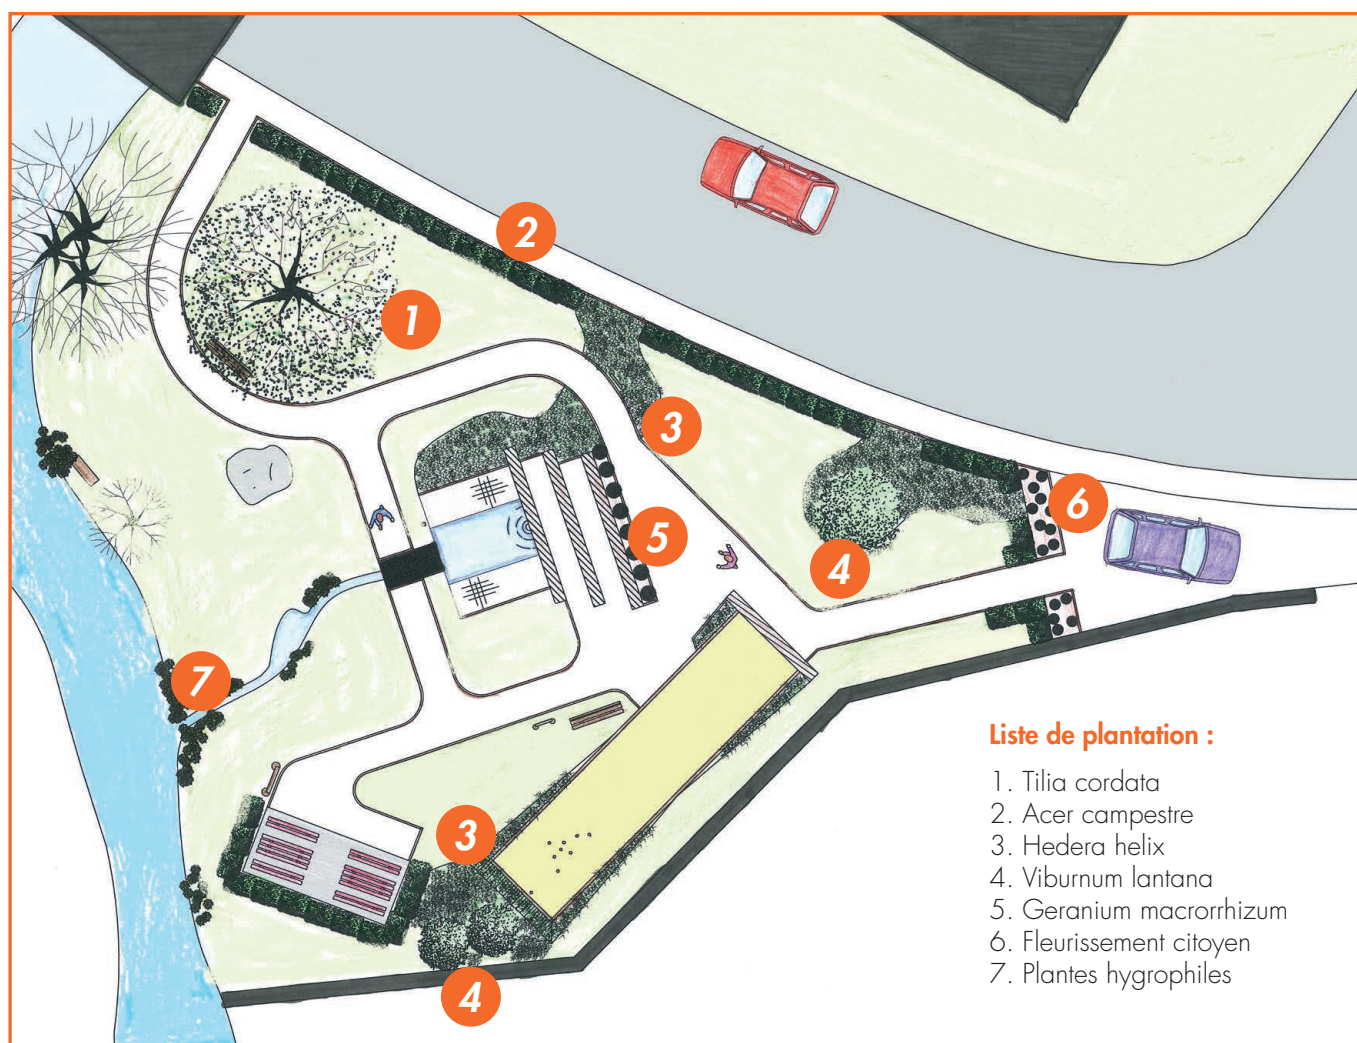 2
1
3
6
5
4
7
3
4
Liste de plantation :
1. Tilia cordata
2. Acer campestre
3. Hedera helix
4. Viburnum lantana
5. Geranium macrorrhizum
6. Fleurissement citoyen
7. Plantes hygrophiles